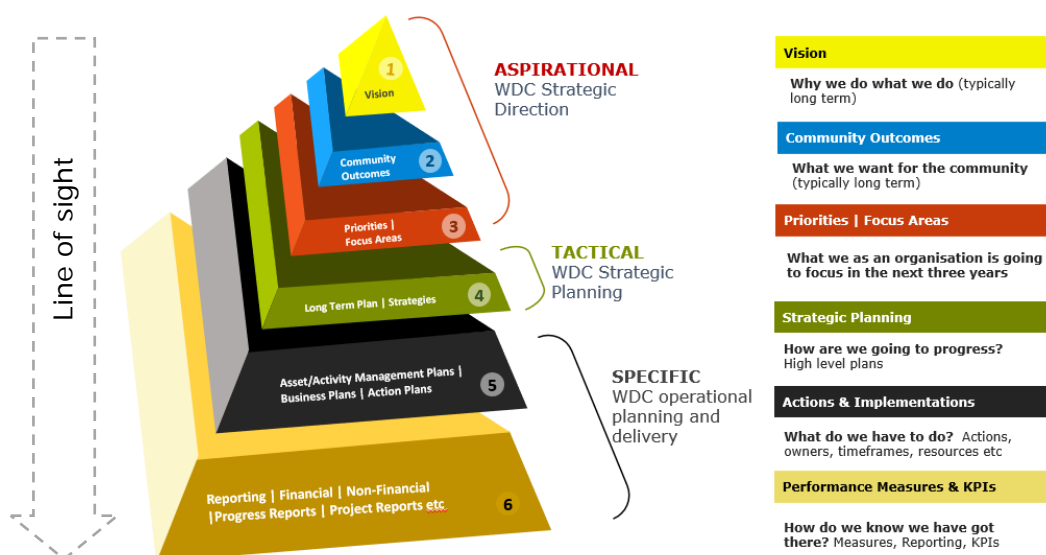 Line of sight
1
Vision
Community
Outcomes
2
Priorities |
Focus Areas
3
Long Term Plan | Strategies
4
Asset/Activity Management Plans |
Business Plans | Action Plans
5
Reporting | Financial | Non-Financial
|Progress Reports | Project Reports etc
6
ASPIRATIONAL
WDC Strategic
Direction
TACTICAL
WDC Strategic
Planning
SPECIFIC
WDC operational
planning and
delivery
Vision
Why we do what we do (typically
long term)
Community Outcomes
What we want for the community
(typically long term)
Priorities | Focus Areas
What we as an organisation is going
to focus in the next three years
Strategic Planning
How are we going to progress?
High level plans
Actions & Implementations
What do we have to do? Actions,
owners, timeframes, resources etc
Performance Measures & KPIs
How do we know we have got
there? Measures, Reporting, KPIs